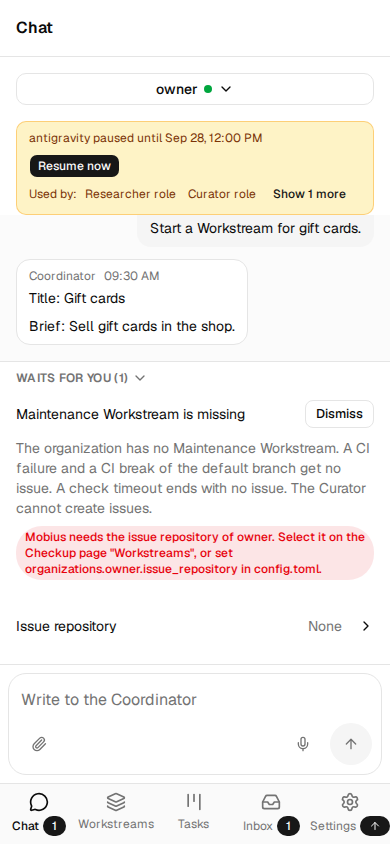 Chat
owner
antigravity paused until Sep 28, 12:00 PM
Resume now
Used by: Researcher role Curator role Show 1 more
Start a Workstream for gift cards.
Coordinator 09:30 AM
Title: Gift cards
Brief: Sell gift cards in the shop.
WAITS FOR YOU (1)
Maintenance Workstream is missing
Dismiss
The organization has no Maintenance Workstream. A CI
failure and a CI break of the default branch get no
issue. A check timeout ends with no issue. The Curator
cannot create issues.
Mobius needs the issue repository of owner. Select it on the
Checkup page "Workstreams", or set
organizations.owner.issue_repository in config.toml.
Issue repository None
Write to the Coordinator
Chat 1 Workstreams Tasks Inbox 1 Settings